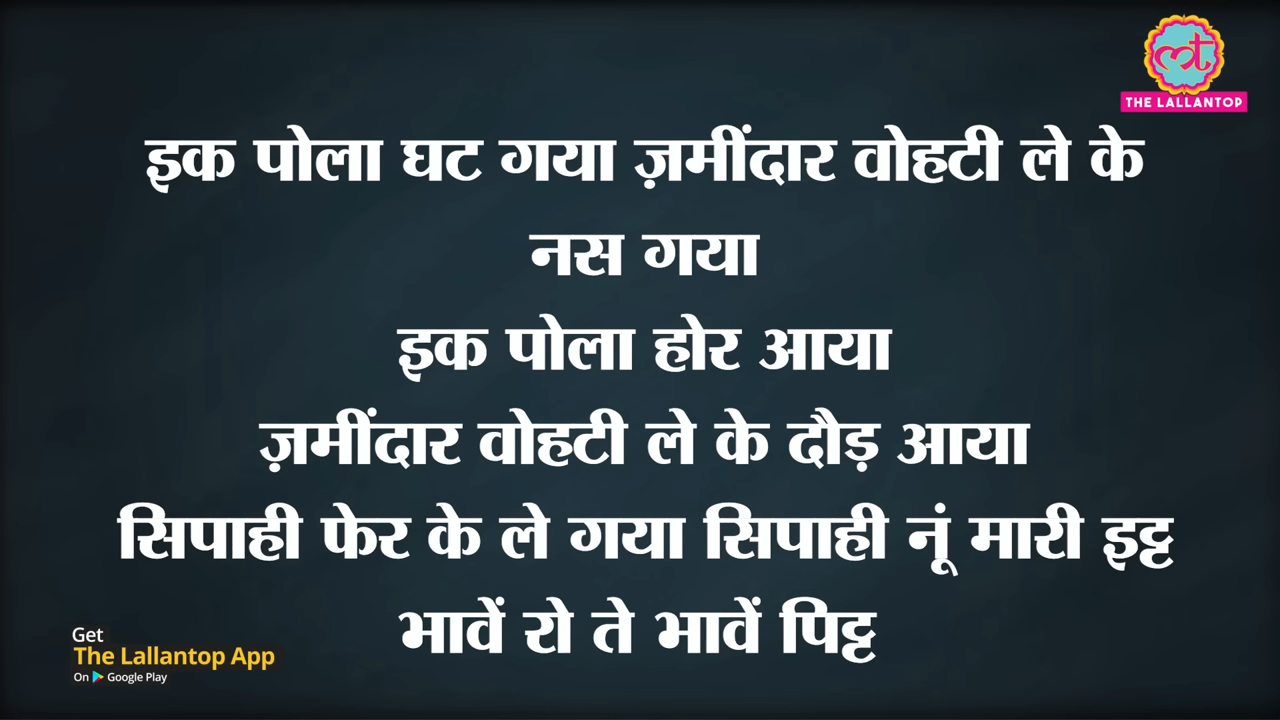 लेt
THE LALLANTOP
इक पोला घट गया ज़मींदार वोहटी ले के
नस गया
इक पोला होर आया
ज़मींदार वोहटी ले के दौड़ आया
सिपाही फेर के ले गया सिपाही नूं मारी इट्ट
भावें रो ते भावें पिट्ट
Get
The Lallantop App
On Google Play